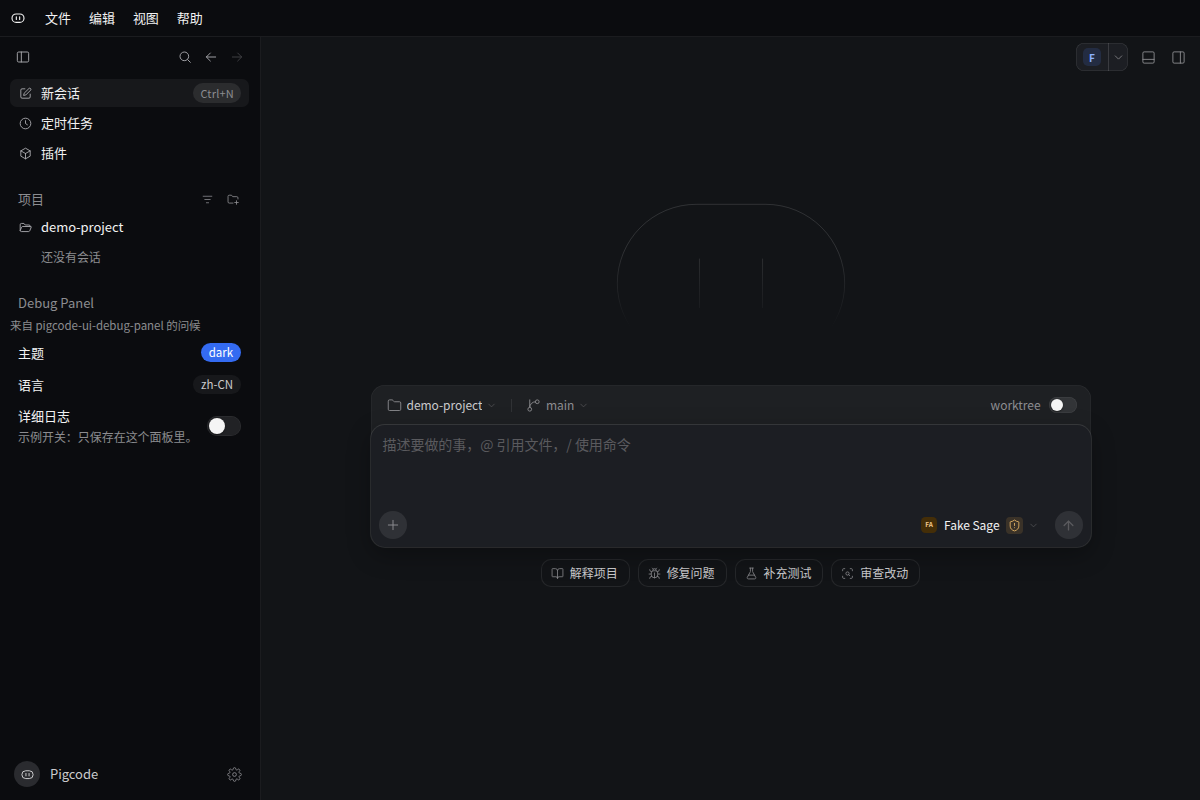 文件 编辑 视图 帮助
新会话 Ctrl+N
定时任务
插件
项目
demo-project
还没有会话
Debug Panel
来自 pigcode-ui-debug-panel 的问候
主题 dark
语言 zh-CN
详细日志
示例开关：只保存在这个面板里。
Pigcode
F
demo-project main worktree
描述要做的事，@ 引用文件，/ 使用命令
FA Fake Sage
解释项目 修复问题 补充测试 审查改动